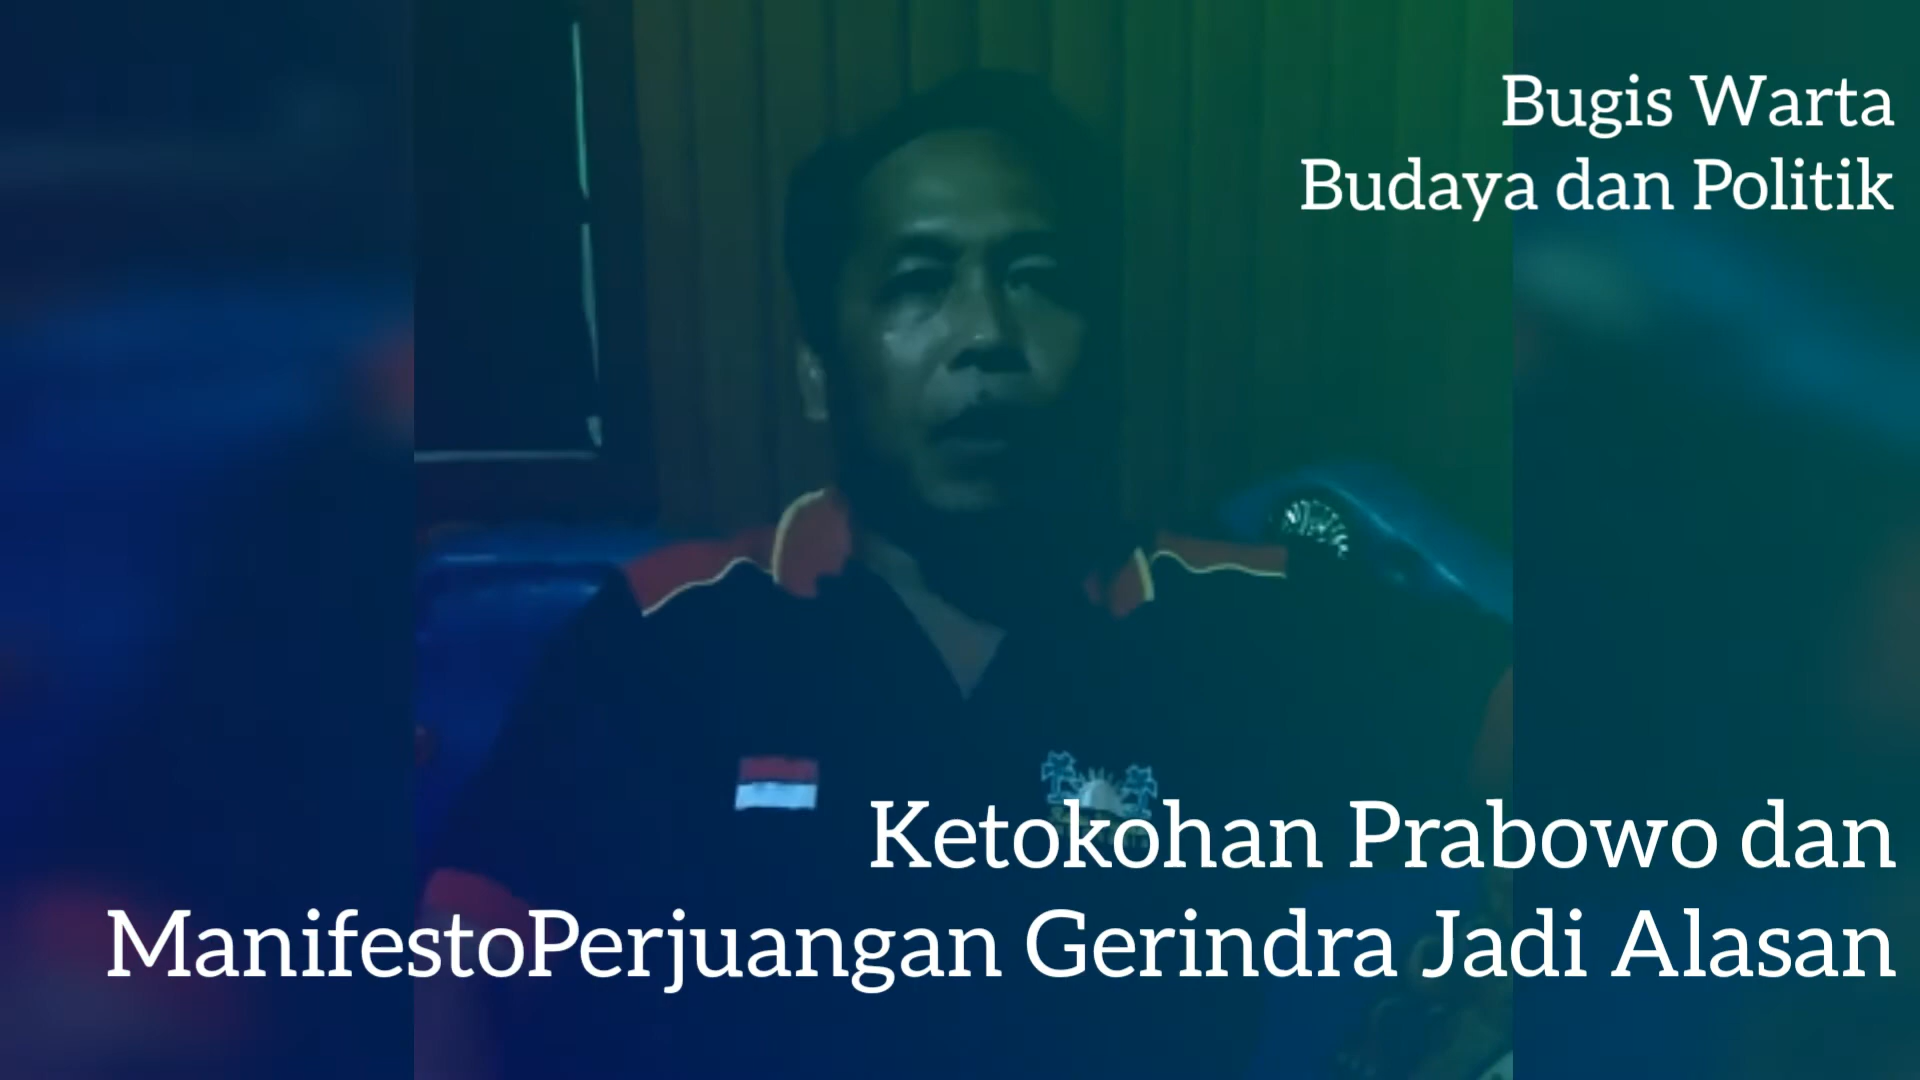 Bugis Warta
Budaya dan Politik
Ketokohan Prabowo dan
ManifestoPerjuangan Gerindra Jadi Alasan